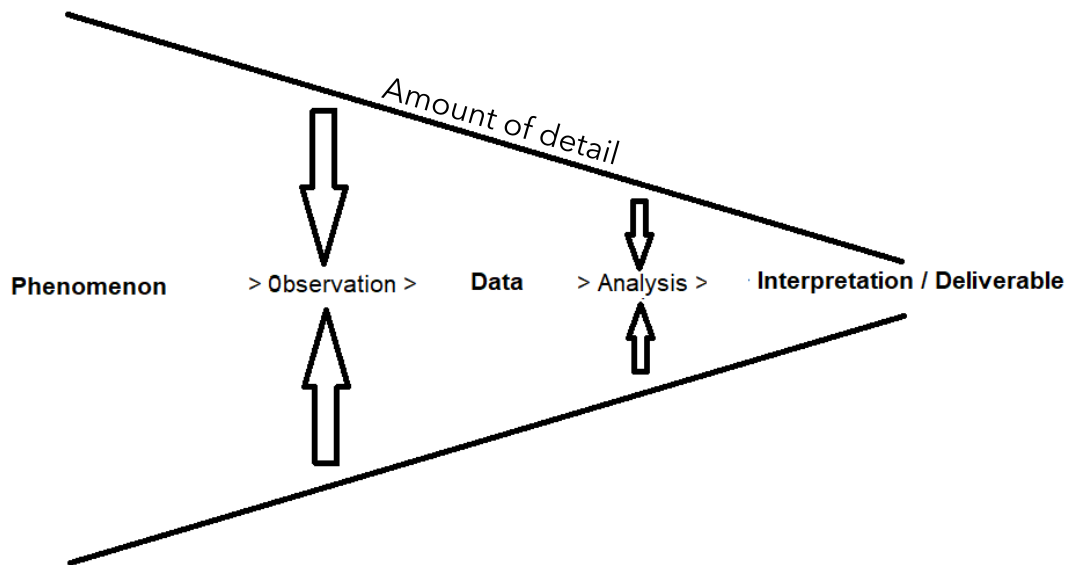 Amount of detail
Phenomenon > Observation > Data > Analysis > Interpretation / Deliverable